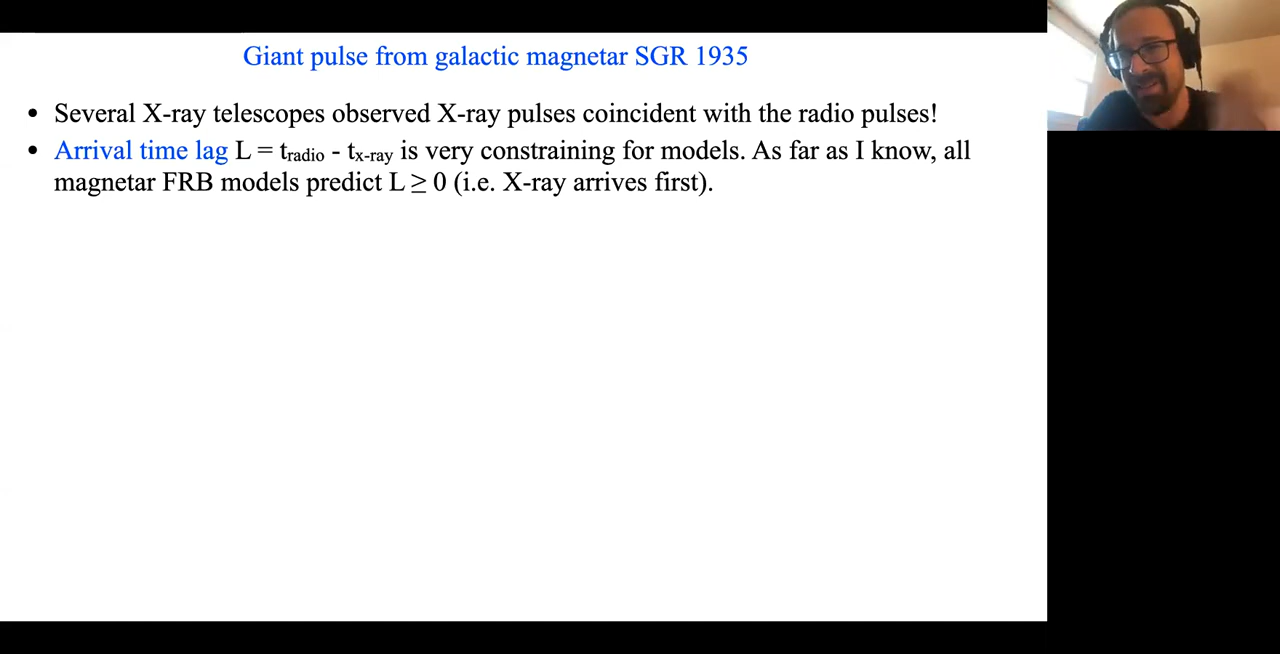 Giant pulse from galactic magnetar SGR 1935
• Several X-ray telescopes observed X-ray pulses coincident with the radio pulses!
• Arrival time lag L = tradio - tx-ray is very constraining for models. As far as I know, all
magnetar FRB models predict L ≥ 0 (i.e. X-ray arrives first).